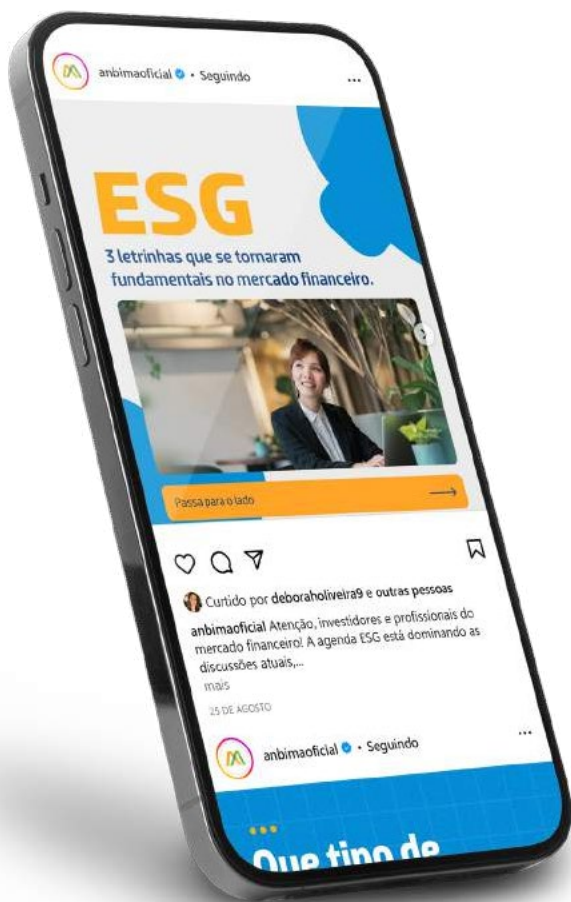 anbimaoficial • Seguindo
ESG
3 letrinhas que se tornaram
fundamentais no mercado financeiro.
Passa para o lado
Curtido por deboraholiveira9 e outras pessoas
anbimaoficial Atenção, investidores e profissionais do
mercado financeiro! A agenda ESG está dominando as
discussões atuais,...
mais
25 DE AGOSTO
anbimaoficial • Seguindo
Que tipo de